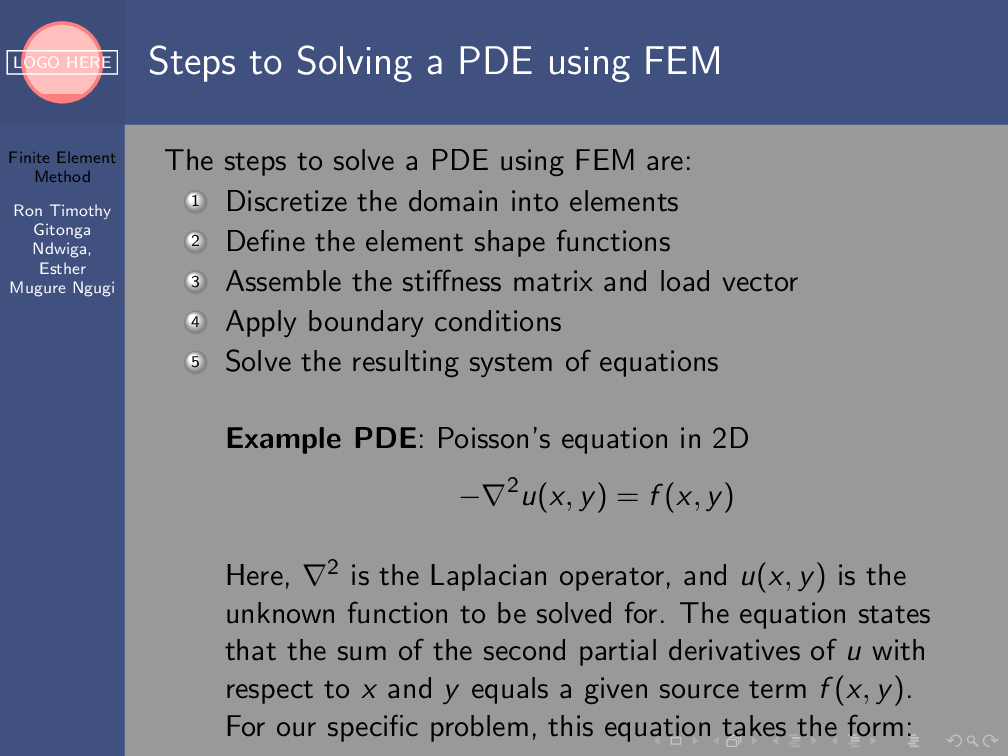 LOGO HERE
Steps to Solving a PDE using FEM
Finite Element
Method
Ron Timothy
Gitonga
Ndwiga,
Esther
Mugure Ngugi
The steps to solve a PDE using FEM are:
1 Discretize the domain into elements
2 Define the element shape functions
3 Assemble the stiffness matrix and load vector
4 Apply boundary conditions
5 Solve the resulting system of equations
Example PDE: Poisson's equation in 2D
−∇²u(x, y) = f(x, y)
Here, ∇² is the Laplacian operator, and u(x, y) is the
unknown function to be solved for. The equation states
that the sum of the second partial derivatives of u with
respect to x and y equals a given source term f(x, y).
For our specific problem, this equation takes the form: